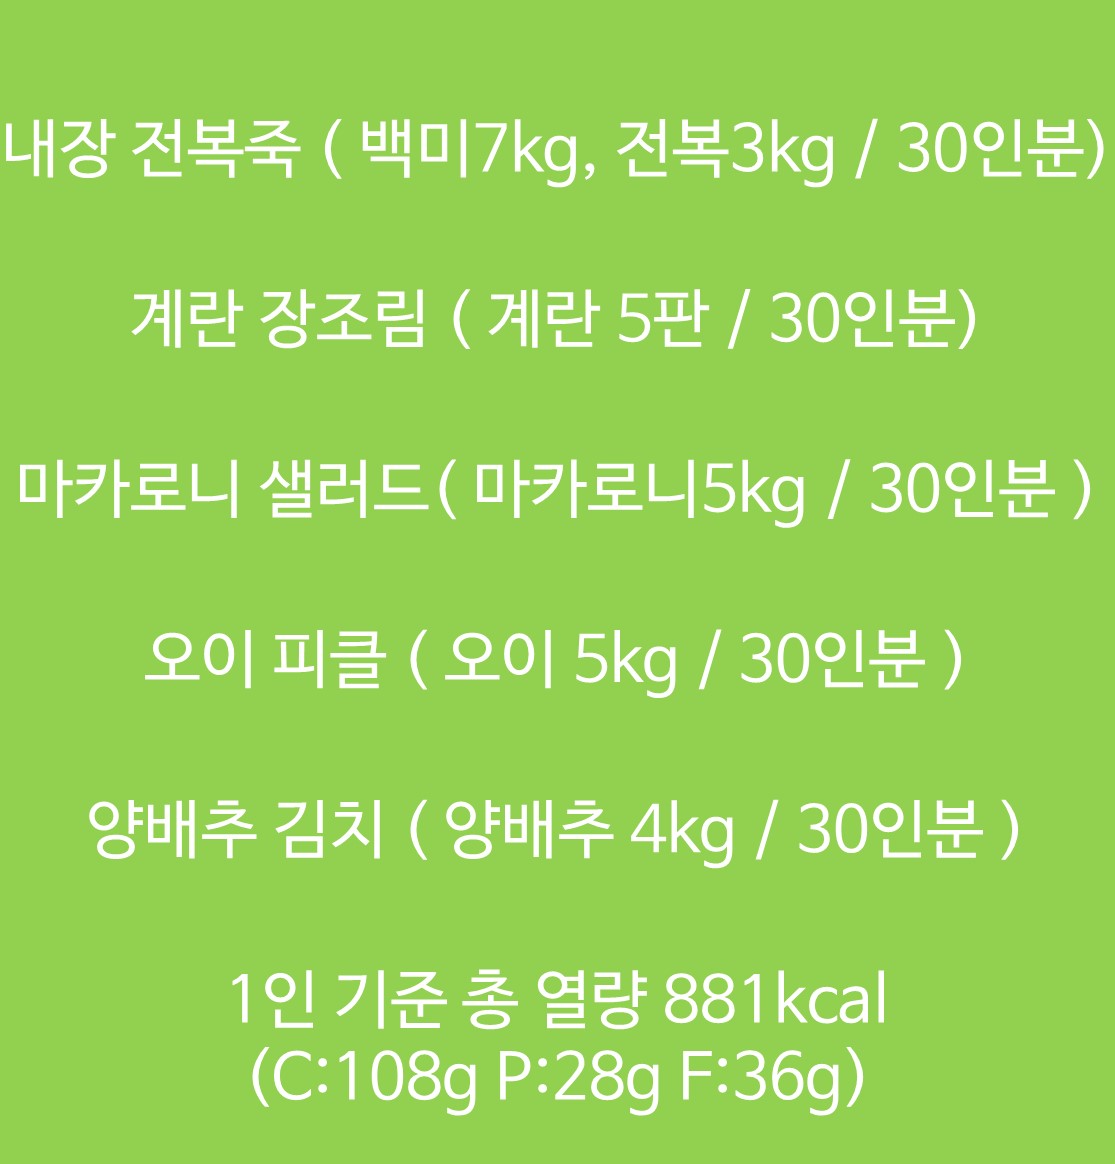 내장 전복죽 ( 백미7kg, 전복3kg / 30인분)
계란 장조림 ( 계란 5판 / 30인분)
마카로니 샐러드( 마카로니5kg / 30인분 )
오이 피클 ( 오이 5kg / 30인분 )
양배추 김치 ( 양배추 4kg / 30인분 )
1인 기준 총 열량 881kcal
(C:108g P:28g F:36g)